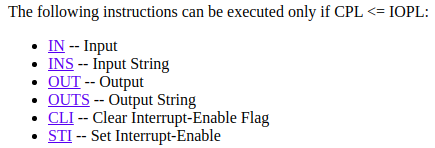 The following instructions can be executed only if CPL <= IOPL:
• IN -- Input
• INS -- Input String
• OUT -- Output
• OUTS -- Output String
• CLI -- Clear Interrupt-Enable Flag
• STI -- Set Interrupt-Enable